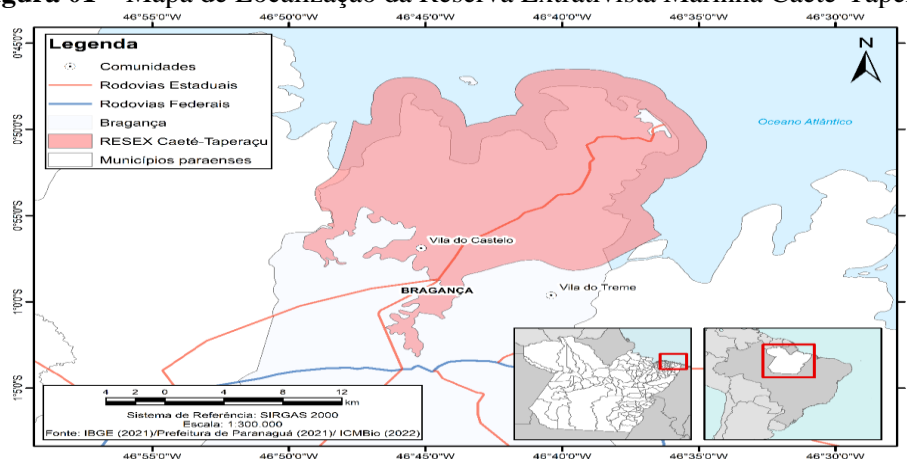 Mapa de Localização da Reserva Extrativista Marinha Caeté-Taper
46°55'0"W 46°50'0"W 46°45'0"W 46°40'0"W 46°35'0"W 46°30'0"W
0°45'0"S
0°50'0"S
0°55'0"S
1°0'0"S
1°5'0"S
Legenda
Comunidades
Rodovias Estaduais
Rodovias Federais
Bragança
RESEX Caeté-Taperaçu
Municípios paraenses
N
Oceano Atlântico
Vila do Castelo
BRAGANÇA
Vila do Treme
4 2 0 4 8 12
km
Sistema de Referência: SIRGAS 2000
Escala: 1:300.000
Fonte: IBGE (2021)/Prefeitura de Paranaguá (2021)/ ICMBio (2022)
46°55'0"W 46°50'0"W 46°45'0"W 46°40'0"W 46°35'0"W 46°30'0"W